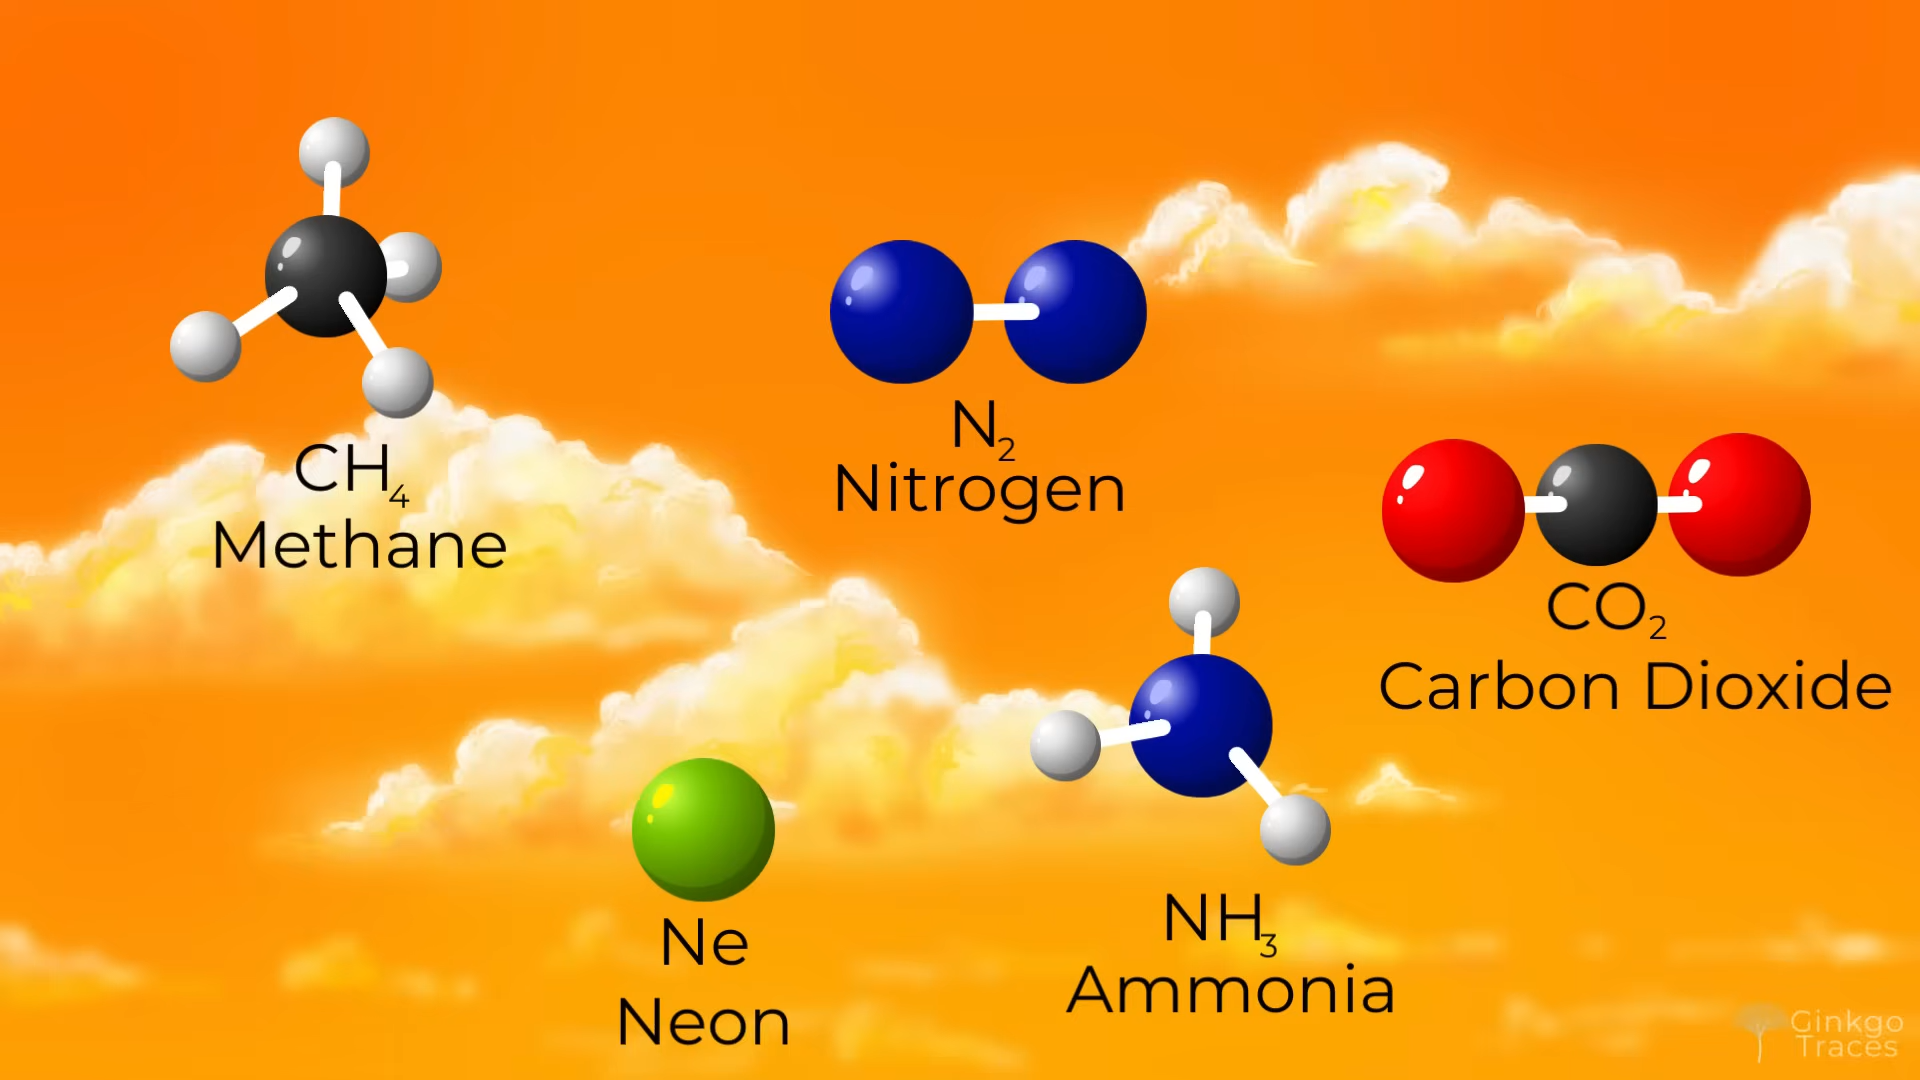 CH₄
Methane
N₂
Nitrogen
CO₂
Carbon Dioxide
Ne
Neon
NH₃
Ammonia
Ginkgo
Traces